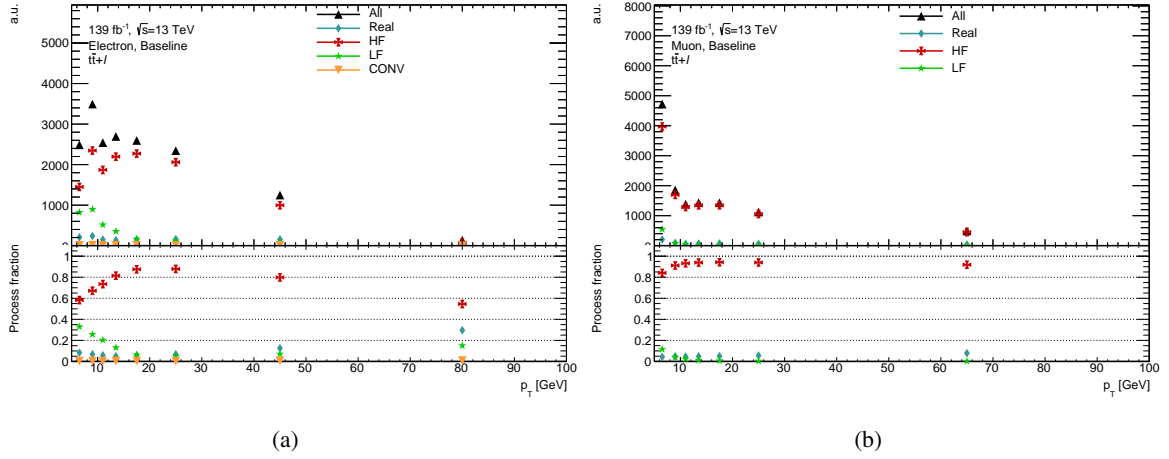 a.u.
5000
4000
3000
2000
1000
0
139 fb⁻¹, √s=13 TeV
Electron, Baseline
tt̄+l
All
Real
HF
LF
CONV
Process fraction
1
0.8
0.6
0.4
0.2
0
10 20 30 40 50 60 70 80 90 100
p_T [GeV]
(a)
a.u.
8000
7000
6000
5000
4000
3000
2000
1000
0
139 fb⁻¹, √s=13 TeV
Muon, Baseline
tt̄+l
All
Real
HF
LF
Process fraction
1
0.8
0.6
0.4
0.2
0
10 20 30 40 50 60 70 80 90 100
p_T [GeV]
(b)